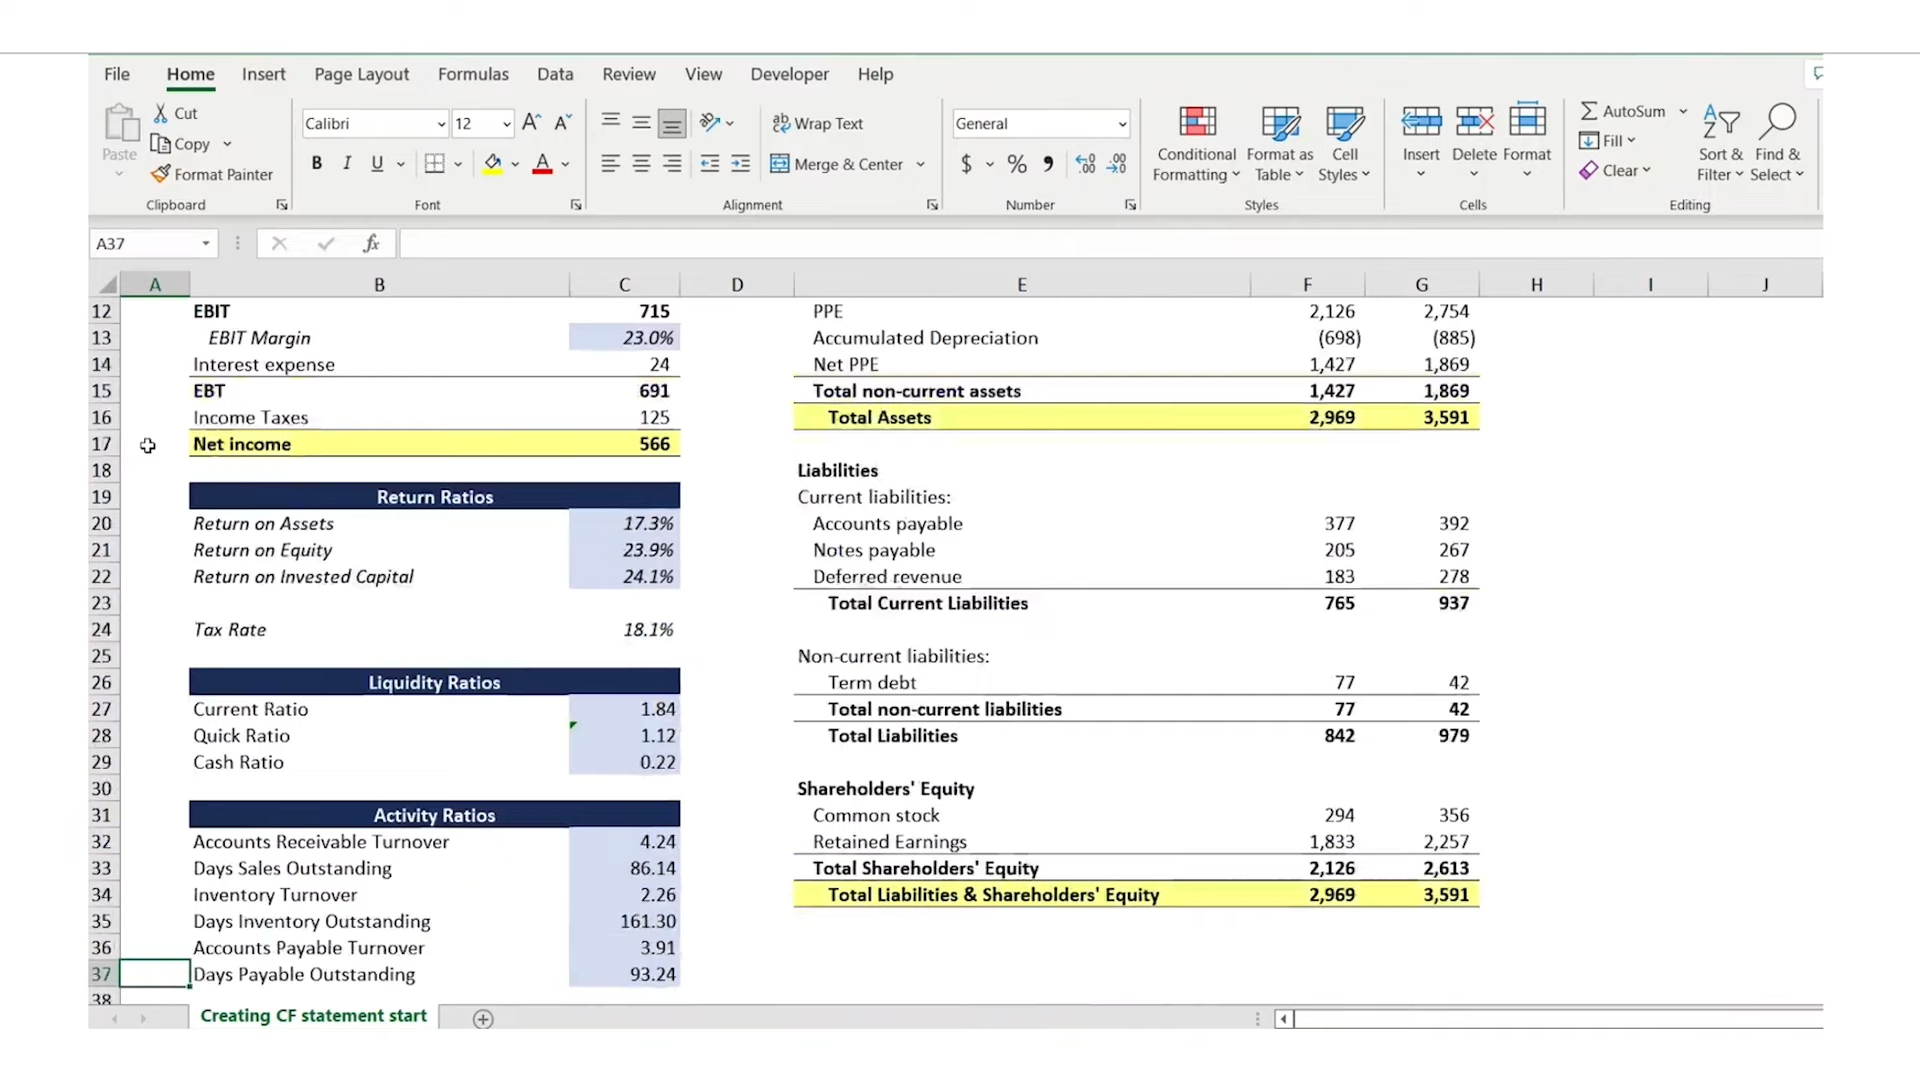 File Home Insert Page Layout Formulas Data Review View Developer Help
Paste
Cut
Copy
Format Painter
Clipboard
Calibri 12 A^ A˅
B I U A
Font
Wrap Text
Merge & Center
Alignment
General
$ % , .00 .00
Number
Conditional Formatting
Format as Table
Cell Styles
Styles
Insert Delete Format
Cells
AutoSum
Fill
Clear
Sort & Filter
Find & Select
Editing
A37 fx
A B C D E F G H I J
12 EBIT 715 PPE 2,126 2,754
13 EBIT Margin 23.0% Accumulated Depreciation (698) (885)
14 Interest expense 24 Net PPE 1,427 1,869
15 EBT 691 Total non-current assets 1,427 1,869
16 Income Taxes 125 Total Assets 2,969 3,591
17 Net income 566
18 Liabilities
19 Return Ratios Current liabilities:
20 Return on Assets 17.3% Accounts payable 377 392
21 Return on Equity 23.9% Notes payable 205 267
22 Return on Invested Capital 24.1% Deferred revenue 183 278
23 Total Current Liabilities 765 937
24 Tax Rate 18.1%
25 Non-current liabilities:
26 Liquidity Ratios Term debt 77 42
27 Current Ratio 1.84 Total non-current liabilities 77 42
28 Quick Ratio 1.12 Total Liabilities 842 979
29 Cash Ratio 0.22
30 Shareholders' Equity
31 Activity Ratios Common stock 294 356
32 Accounts Receivable Turnover 4.24 Retained Earnings 1,833 2,257
33 Days Sales Outstanding 86.14 Total Shareholders' Equity 2,126 2,613
34 Inventory Turnover 2.26 Total Liabilities & Shareholders' Equity 2,969 3,591
35 Days Inventory Outstanding 161.30
36 Accounts Payable Turnover 3.91
37 Days Payable Outstanding 93.24
38
Creating CF statement start